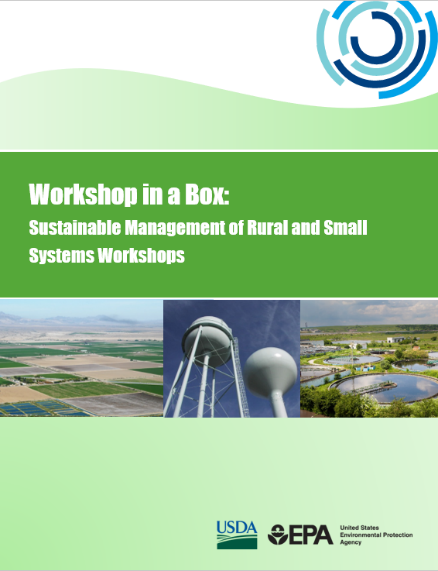 Workshop in a Box:
Sustainable Management of Rural and Small
Systems Workshops
USDA
EPA
United States
Environmental Protection
Agency